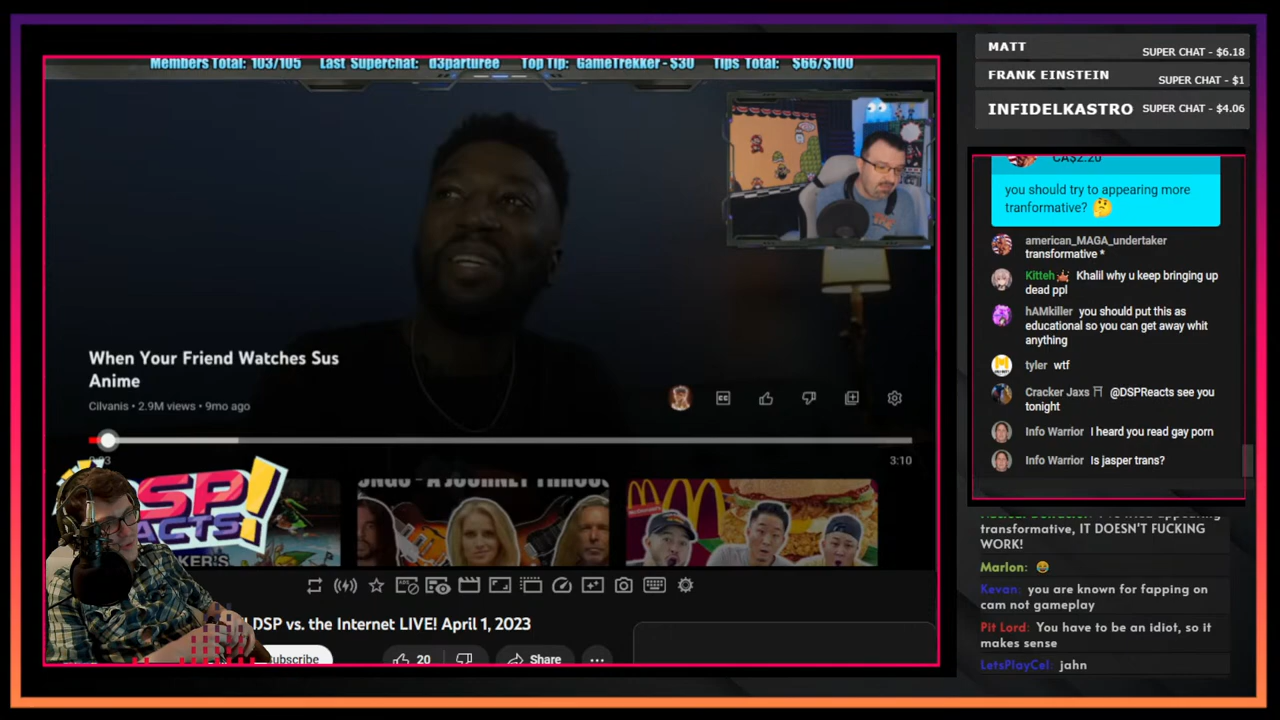 Members Total: 103/105 Last Superchat: d3parturee Top Tip: GameTrekker - $30 Tips Total: $66/$100
When Your Friend Watches Sus
Anime
Cilvanis • 2.9M views • 9mo ago
CC
3:10
DSP
REACTS!
McDonald's
DSP vs. the Internet LIVE! April 1, 2023
20
Share
MATT SUPER CHAT - $6.18
FRANK EINSTEIN SUPER CHAT - $1
INFIDELKASTRO SUPER CHAT - $4.06
CA$2.20
you should try to appearing more
tranformative? 🤔
american_MAGA_undertaker
transformative *
Kitteh Khalil why u keep bringing up
dead ppl
hAMkiller you should put this as
educational so you can get away whit
anything
tyler wtf
Cracker Jaxs ⛩ @DSPReacts see you
tonight
Info Warrior I heard you read gay porn
Info Warrior Is jasper trans?
transformative, IT DOESN'T FUCKING
WORK!
Marlon: 😂
Kevan: you are known for fapping on
cam not gameplay
Pit Lord: You have to be an idiot, so it
makes sense
LetsPlayCel: jahn